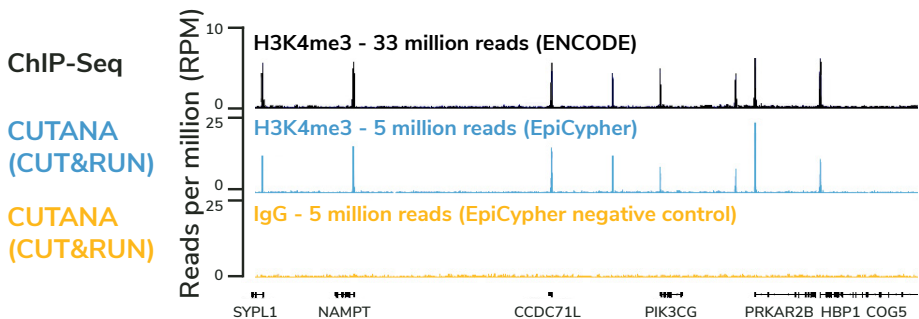 ChIP-Seq
CUTANA
(CUT&RUN)
CUTANA
(CUT&RUN)
Reads per million (RPM)
10
0
H3K4me3 - 33 million reads (ENCODE)
25
0
H3K4me3 - 5 million reads (EpiCypher)
25
0
IgG - 5 million reads (EpiCypher negative control)
SYPL1 NAMPT CCDC71L PIK3CG PRKAR2B HBP1 COG5